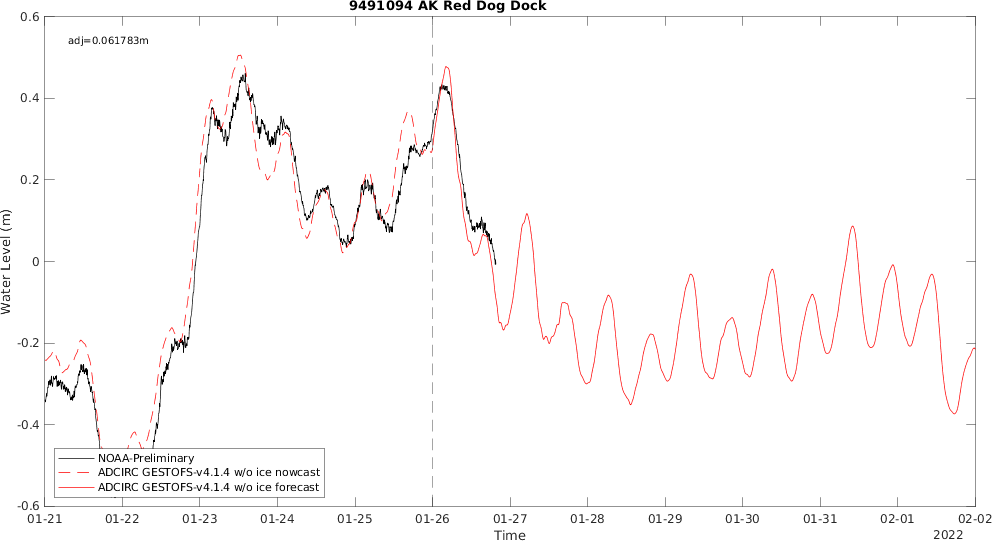 9491094 AK Red Dog Dock
adj=0.061783m
0.6
0.4
0.2
0
-0.2
-0.4
-0.6
Water Level (m)
NOAA-Preliminary
ADCIRC GESTOFS-v4.1.4 w/o ice nowcast
ADCIRC GESTOFS-v4.1.4 w/o ice forecast
01-21 01-22 01-23 01-24 01-25 01-26 01-27 01-28 01-29 01-30 01-31 02-01 02-02
Time
2022